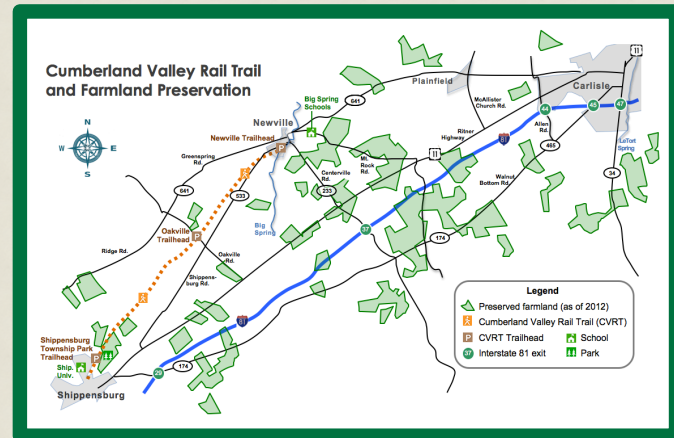 Cumberland Valley Rail Trail
and Farmland Preservation
N
W
E
S
11
Plainfield
Carlisle
McAllister
Church Rd.
641
Big Spring
Schools
Newville
Newville Trailhead
P
Greenspring
Rd.
Ritner
Highway
81
44
45
47
Allen
Rd.
465
LeTort
Spring
11
Mt.
Rock
Rd.
Centerville
Rd.
233
Walnut
Bottom Rd.
34
641
533
Big
Spring
Oakville
Trailhead
P
37
174
Ridge Rd.
Oakville
Rd.
Shippens-
burg Rd.
81
Shippensburg
Township Park
Trailhead
P
Ship.
Univ.
Shippensburg
29
174
Legend
Preserved farmland (as of 2012)
Cumberland Valley Rail Trail (CVRT)
P CVRT Trailhead
School
37 Interstate 81 exit
Park